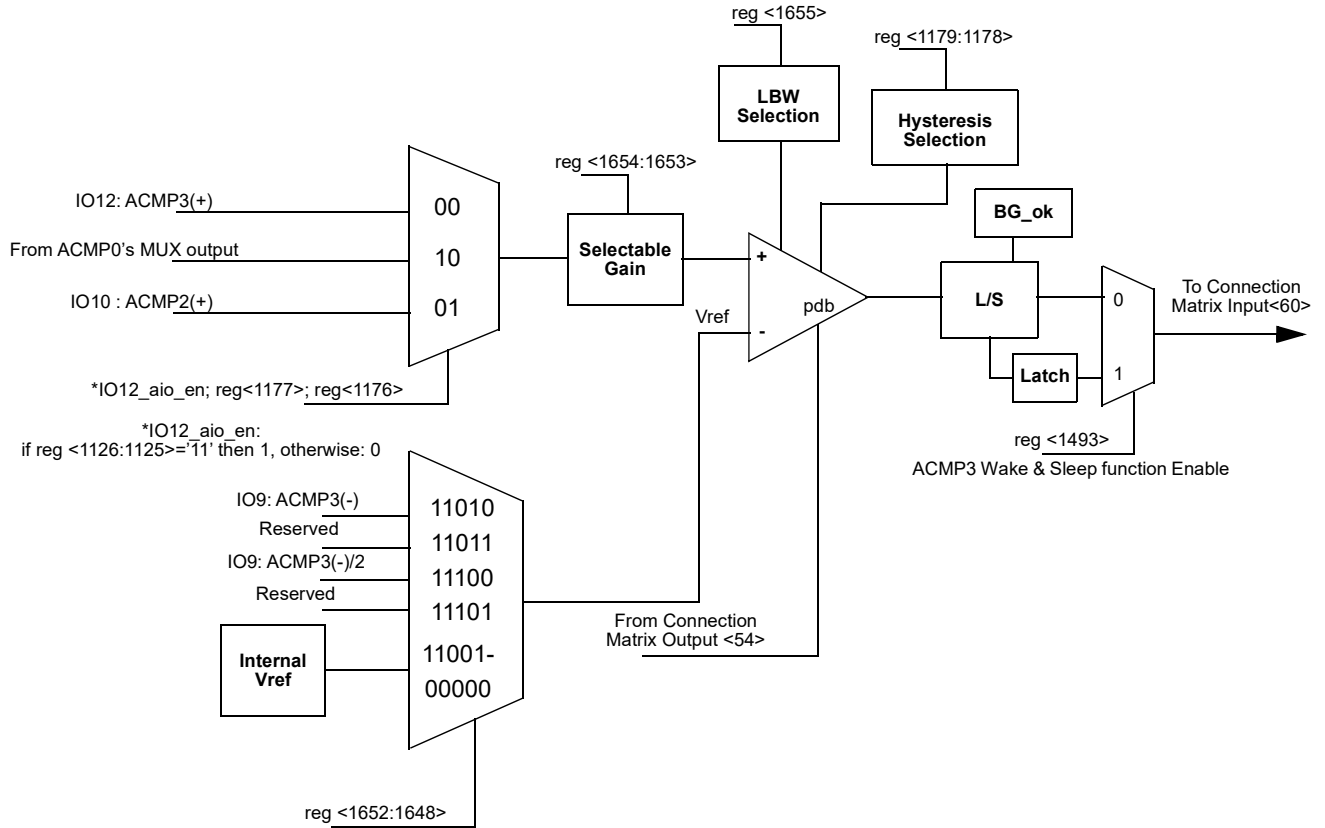 reg <1655>
reg <1179:1178>
LBW
Selection
Hysteresis
Selection
reg <1654:1653>
IO12: ACMP3(+)
00
From ACMP0's MUX output
10
IO10 : ACMP2(+)
01
Selectable
Gain
+
Vref
-
pdb
BG_ok
L/S
Latch
0
1
To Connection
Matrix Input<60>
*IO12_aio_en; reg<1177>; reg<1176>
*IO12_aio_en:
if reg <1126:1125>='11' then 1, otherwise: 0
reg <1493>
ACMP3 Wake & Sleep function Enable
IO9: ACMP3(-)
11010
Reserved
11011
IO9: ACMP3(-)/2
11100
Reserved
11101
Internal
Vref
11001-
00000
From Connection
Matrix Output <54>
reg <1652:1648>